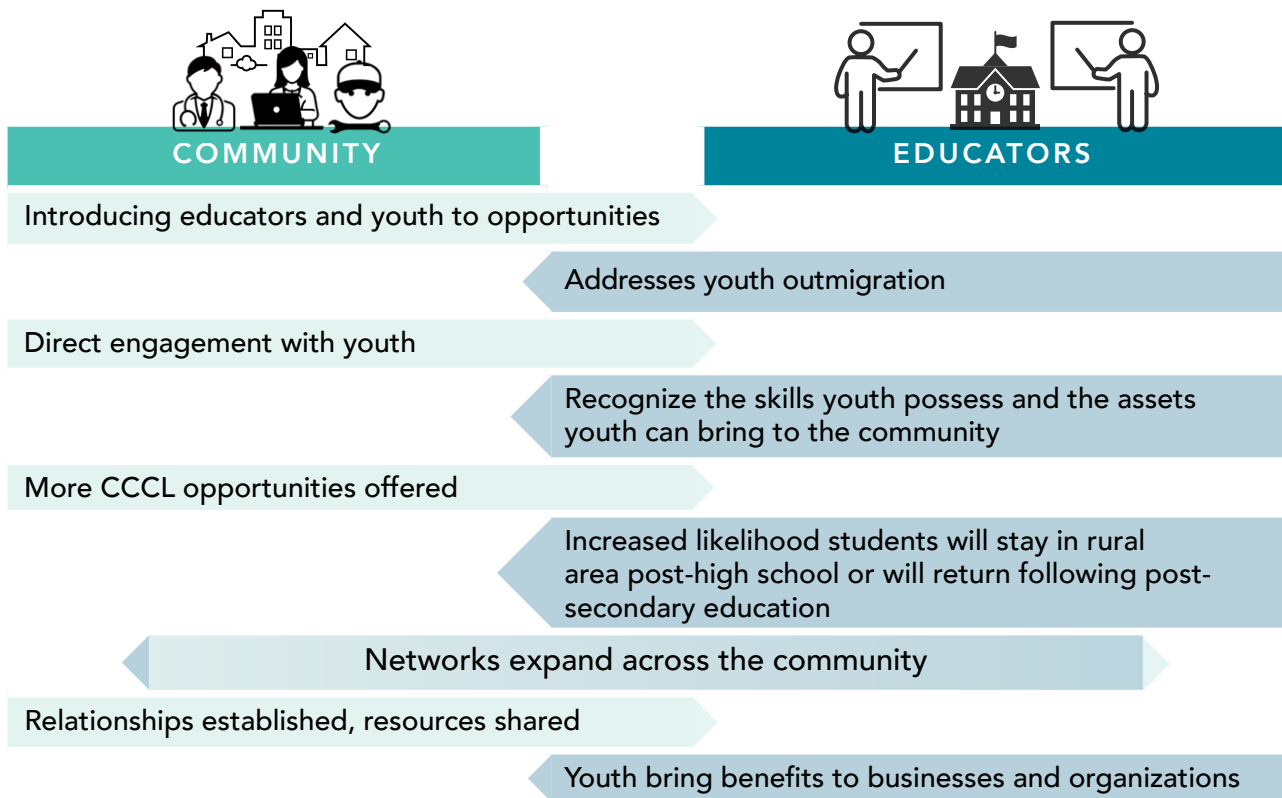 COMMUNITY
EDUCATORS
Introducing educators and youth to opportunities
Addresses youth outmigration
Direct engagement with youth
Recognize the skills youth possess and the assets
youth can bring to the community
More CCCL opportunities offered
Increased likelihood students will stay in rural
area post-high school or will return following post-
secondary education
Networks expand across the community
Relationships established, resources shared
Youth bring benefits to businesses and organizations